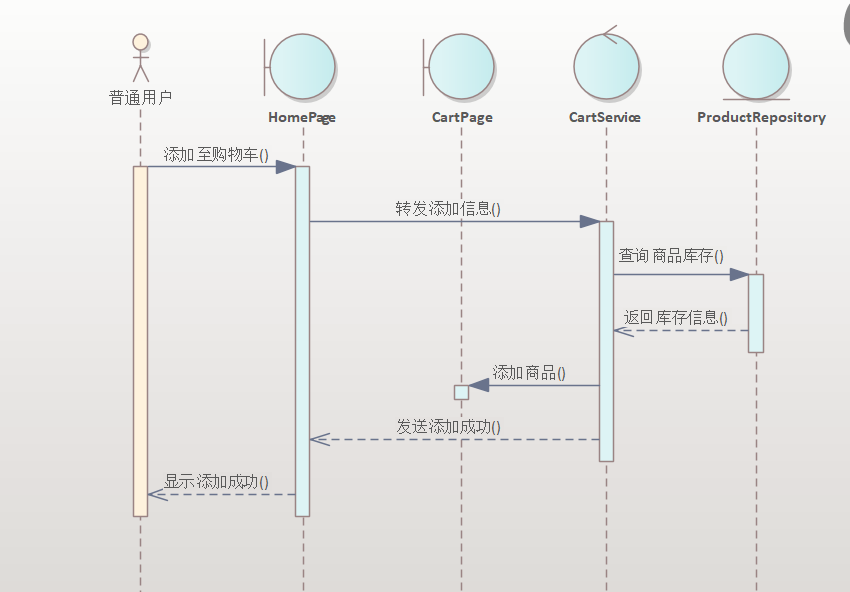 普通用户
HomePage
CartPage
CartService
ProductRepository
添加至购物车()
转发添加信息()
查询商品库存()
返回库存信息()
添加商品()
发送添加成功()
显示添加成功()